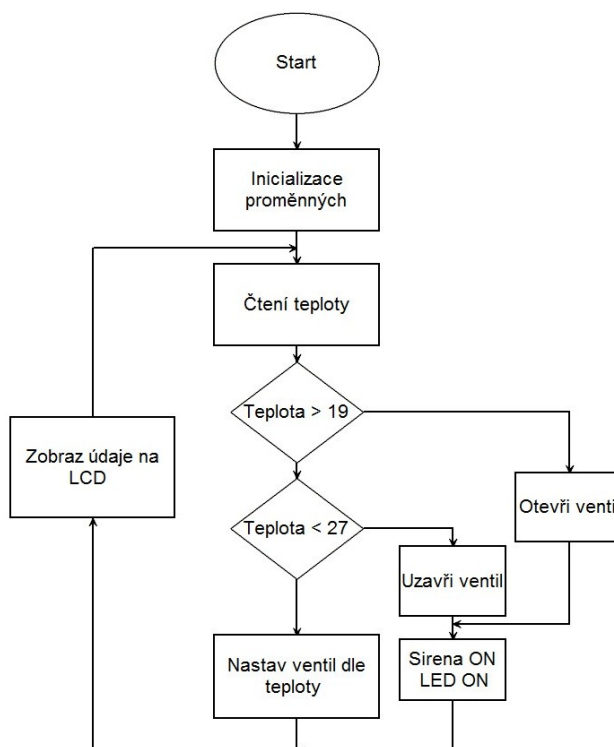 Start
Inicializace
proměnných
Čtení teploty
Teplota > 19
Zobraz údaje na
LCD
Otevři venti
Teplota < 27
Uzavři ventil
Nastav ventil dle
teploty
Sirena ON
LED ON